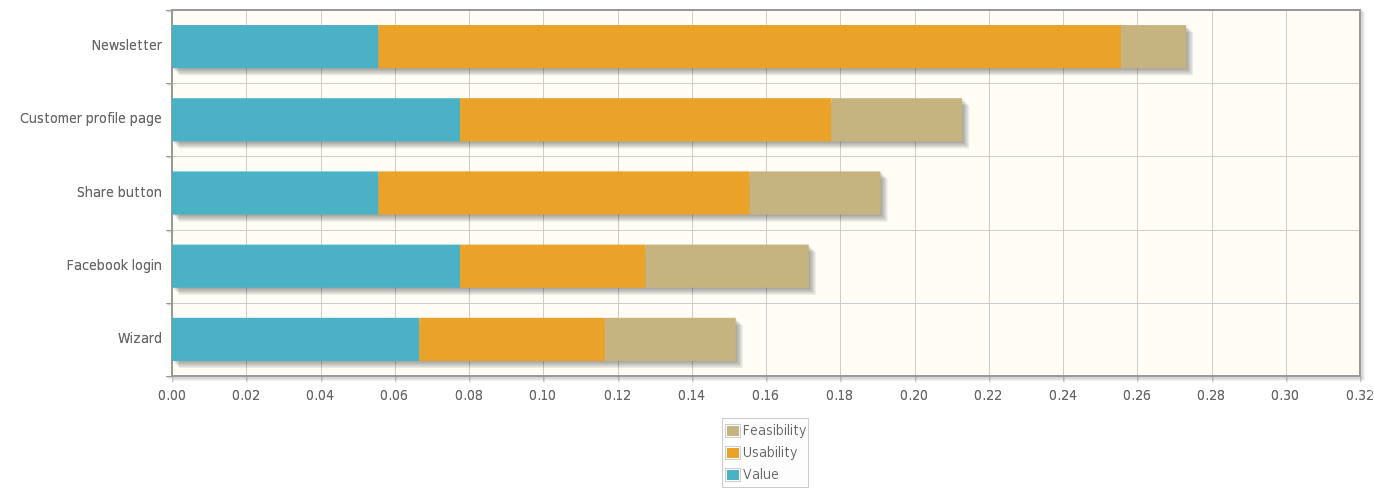 Newsletter
Customer profile page
Share button
Facebook login
Wizard
0.00 0.02 0.04 0.06 0.08 0.10 0.12 0.14 0.16 0.18 0.20 0.22 0.24 0.26 0.28 0.30 0.32
Feasibility
Usability
Value